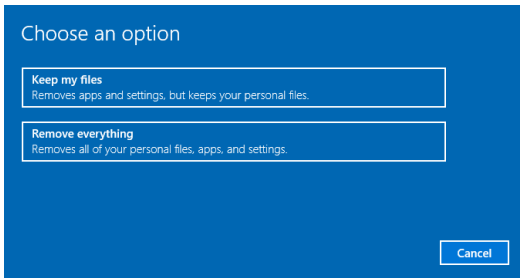 Choose an option
Keep my files
Removes apps and settings, but keeps your personal files.
Remove everything
Removes all of your personal files, apps, and settings.
Cancel